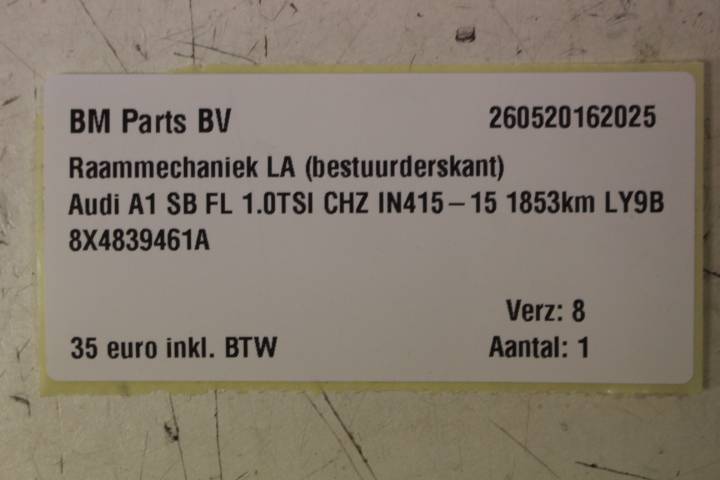 BM Parts BV 260520162025
Raammechaniek LA (bestuurderskant)
Audi A1 SB FL 1.0TSI CHZ IN415-15 1853km LY9B
8X4839461A
Verz: 8
35 euro inkl. BTW Aantal: 1